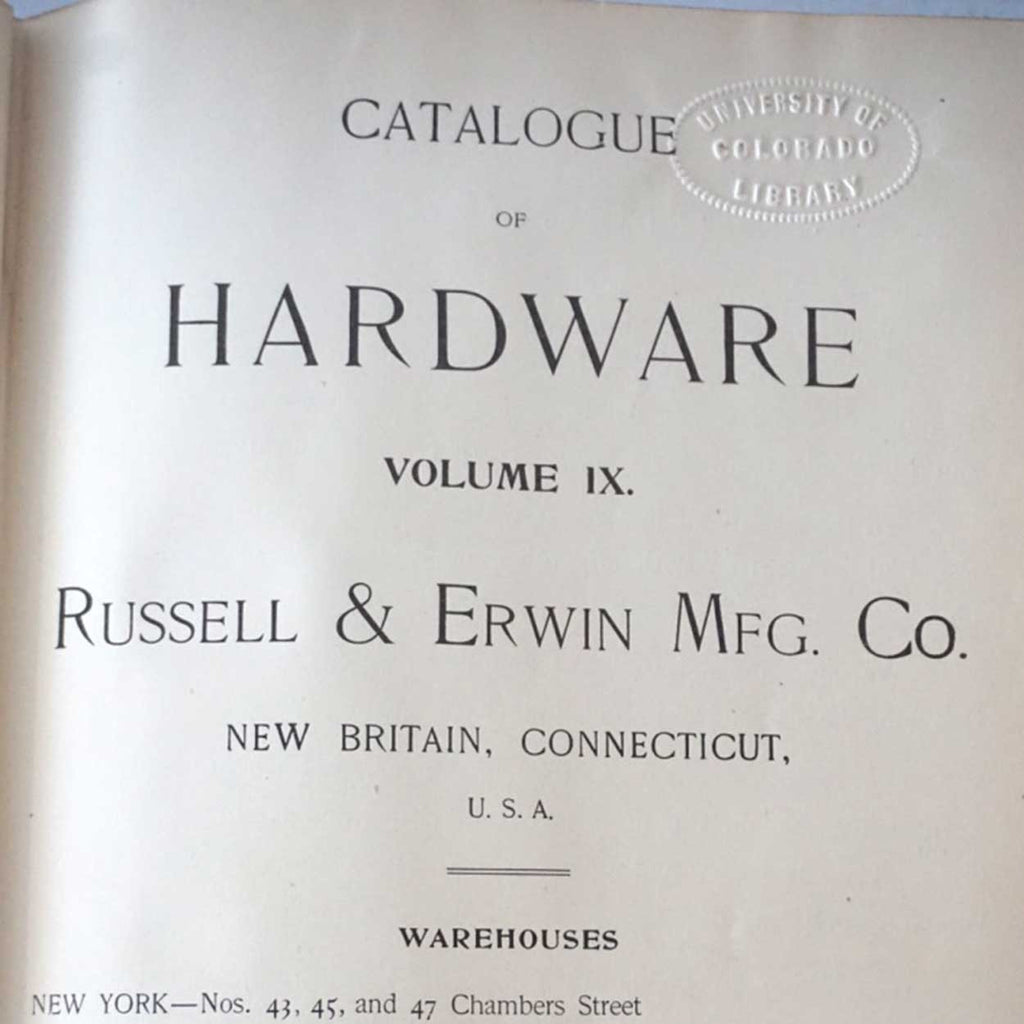 CATALOGUE
UNIVERSITY OF
COLORADO
LIBRARY
OF
HARDWARE
VOLUME IX.
RUSSELL & ERWIN MFG. CO.
NEW BRITAIN, CONNECTICUT,
U. S. A.
WAREHOUSES
NEW YORK—Nos. 43, 45, and 47 Chambers Street